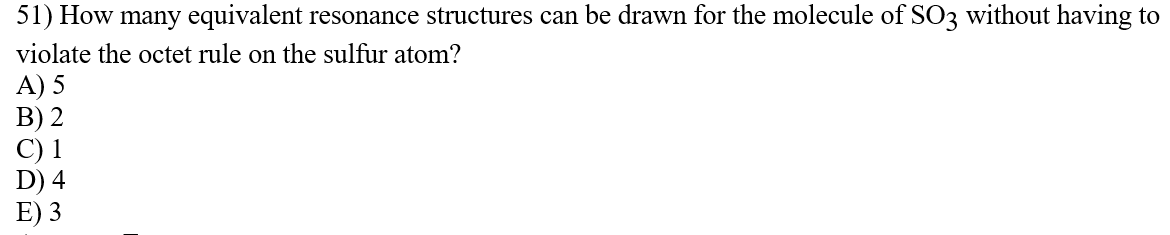 51) How many equivalent resonance structures can be drawn for the molecule of SO3 without having to
violate the octet rule on the sulfur atom?
A) 5
B) 2
C) 1
D) 4
E) 3